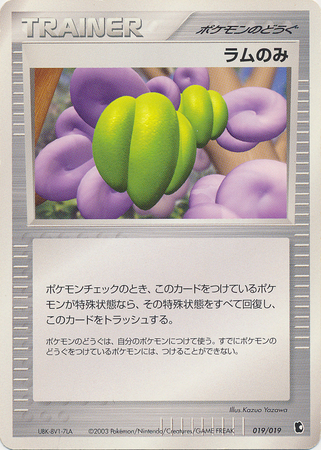 TRAINER
ポケモンのどうぐ
ラムのみ
ポケモンチェックのとき、このカードをつけているポケ
モンが特殊状態なら、その特殊状態をすべて回復し、
このカードをトラッシュする。
ポケモンのどうぐは、自分のポケモンにつけて使う。すでにポケモンの
どうぐをつけているポケモンには、つけることができない。
Illus.Kazuo Yazawa
UBK-8V1-7LA
©2003 Pokémon/Nintendo/Creatures/GAME FREAK
019/019